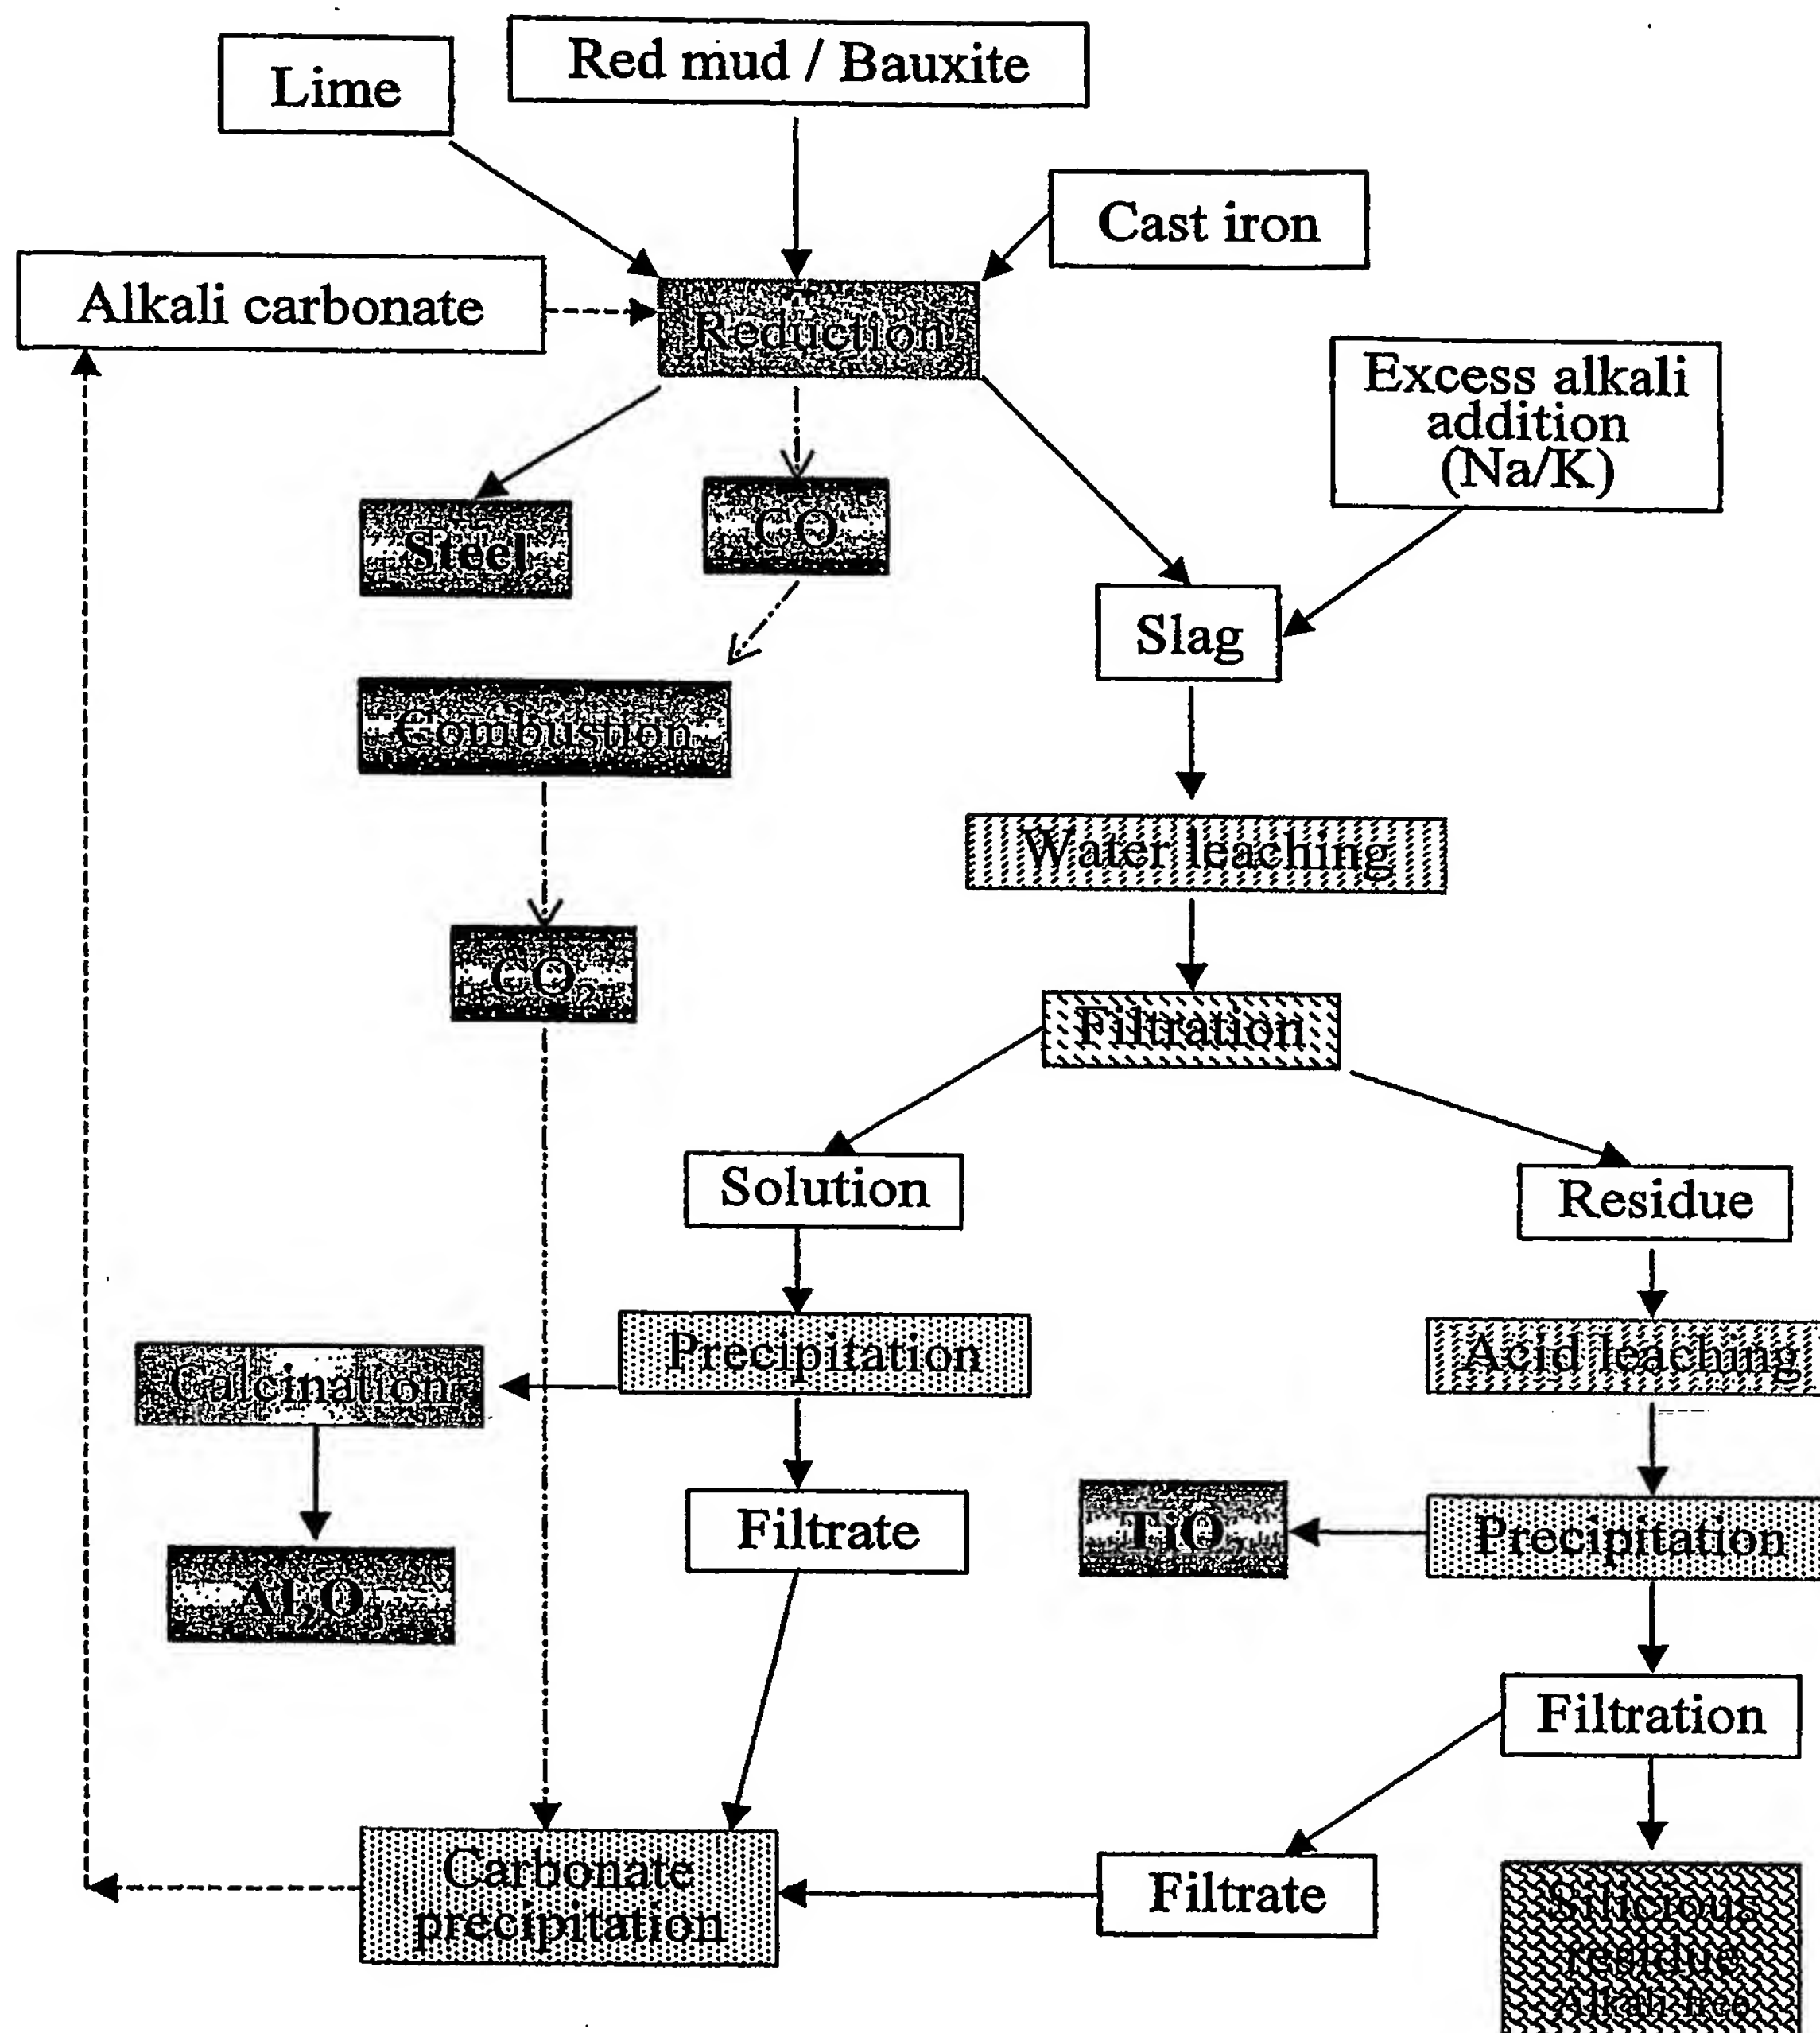 Red mud / Bauxite
Lime
Cast iron
Alkali carbonate
Reduction
Excess alkali
addition
(Na/K)
Steel
CO
Slag
Combustion
Water leaching
CO₂
Filtration
Solution
Residue
Precipitation
Acid leaching
Calcination
Filtrate
TiO₂
Precipitation
Al₂O₃
Filtration
Carbonate
precipitation
Filtrate
Silicious
residue
Alkali free